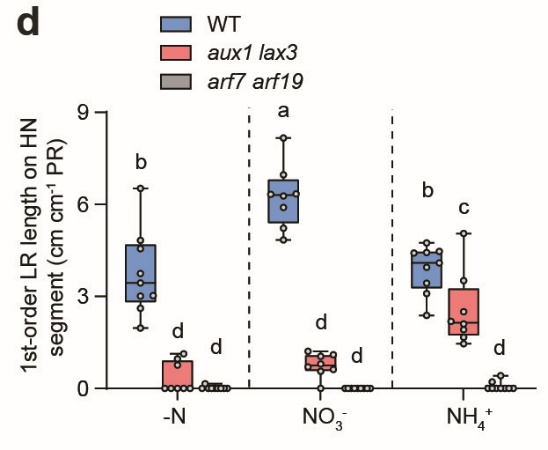 d
WT
aux1 lax3
arf7 arf19
1st-order LR length on HN
segment (cm cm⁻¹ PR)
9
6
3
0
b
d
d
a
d
d
b
c
d
-N
NO₃⁻
NH₄⁺